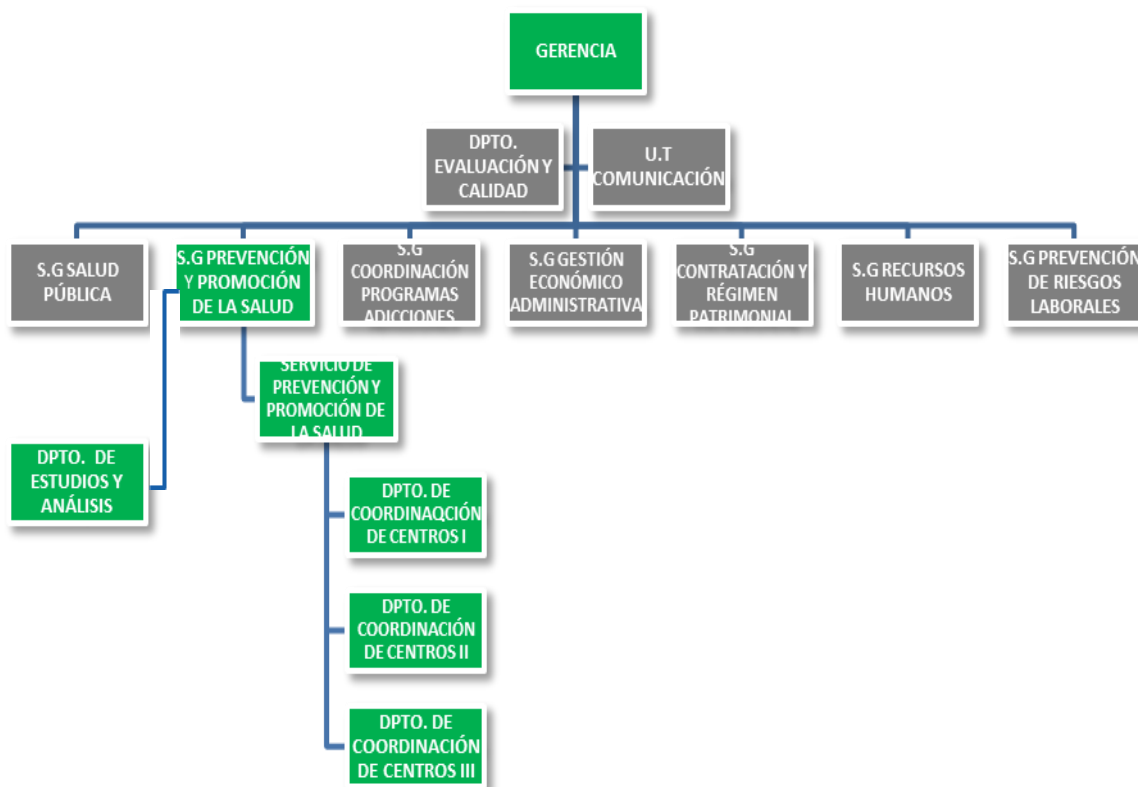 GERENCIA
DPTO.
EVALUACIÓN Y
CALIDAD
U.T
COMUNICACIÓN
S.G SALUD
PÚBLICA
S.G PREVENCIÓN
Y PROMOCIÓN
DE LA SALUD
S.G
COORDINACIÓN
PROGRAMAS
ADICCIONES
S.G GESTIÓN
ECONÓMICO
ADMINISTRATIVA
S.G
CONTRATACIÓN Y
RÉGIMEN
PATRIMONIAL
S.G RECURSOS
HUMANOS
S.G PREVENCIÓN
DE RIESGOS
LABORALES
SERVICIO DE
PREVENCIÓN Y
PROMOCIÓN DE
LA SALUD
DPTO. DE
ESTUDIOS Y
ANÁLISIS
DPTO. DE
COORDINAQCIÓN
DE CENTROS I
DPTO. DE
COORDINACIÓN
DE CENTROS II
DPTO. DE
COORDINACIÓN
DE CENTROS III